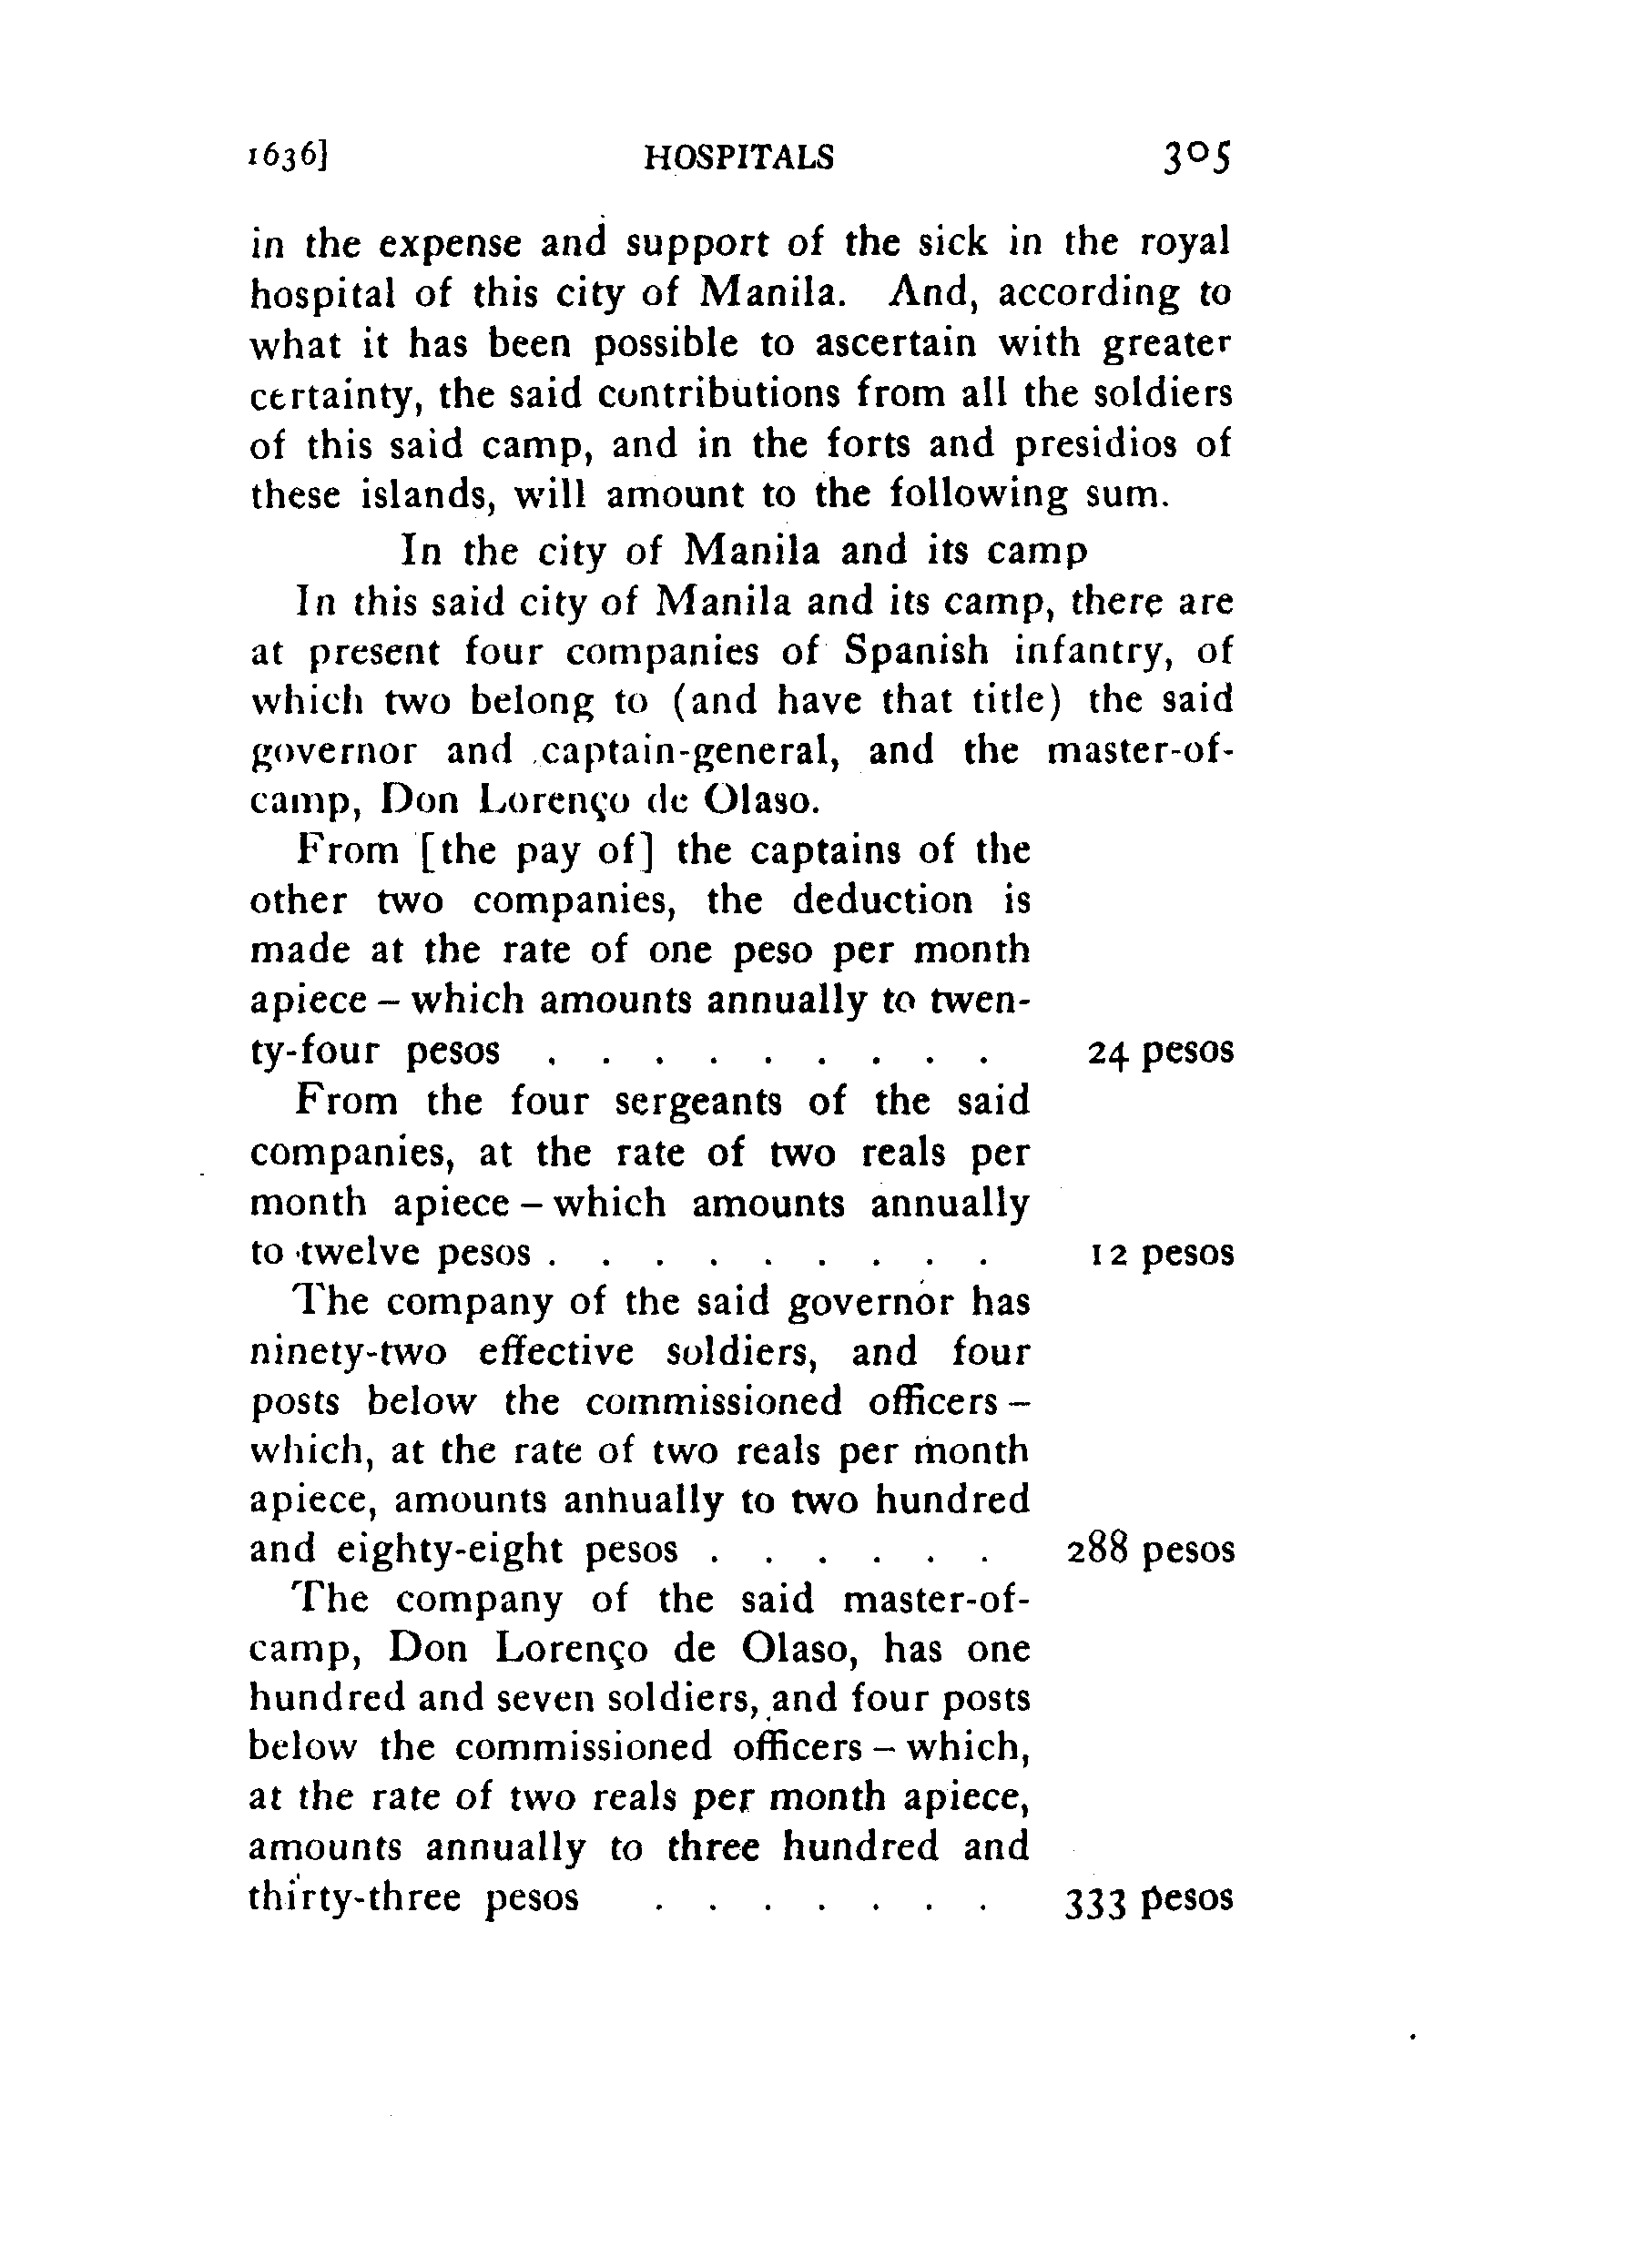 1636] HOSPITALS 305
in the expense and support of the sick in the royal
hospital of this city of Manila. And, according to
what it has been possible to ascertain with greater
certainty, the said contributions from all the soldiers
of this said camp, and in the forts and presidios of
these islands, will amount to the following sum.
In the city of Manila and its camp
In this said city of Manila and its camp, there are
at present four companies of Spanish infantry, of
which two belong to (and have that title) the said
governor and captain-general, and the master-of-
camp, Don Lorenço de Olaso.
From [the pay of] the captains of the
other two companies, the deduction is
made at the rate of one peso per month
apiece – which amounts annually to twen-
ty-four pesos . . . . . . . . . 24 pesos
From the four sergeants of the said
companies, at the rate of two reals per
month apiece – which amounts annually
to twelve pesos . . . . . . . . . 12 pesos
The company of the said governor has
ninety-two effective soldiers, and four
posts below the commissioned officers –
which, at the rate of two reals per month
apiece, amounts annually to two hundred
and eighty-eight pesos . . . . . . 288 pesos
The company of the said master-of-
camp, Don Lorenço de Olaso, has one
hundred and seven soldiers, and four posts
below the commissioned officers – which,
at the rate of two reals per month apiece,
amounts annually to three hundred and
thirty-three pesos . . . . . . . 333 pesos